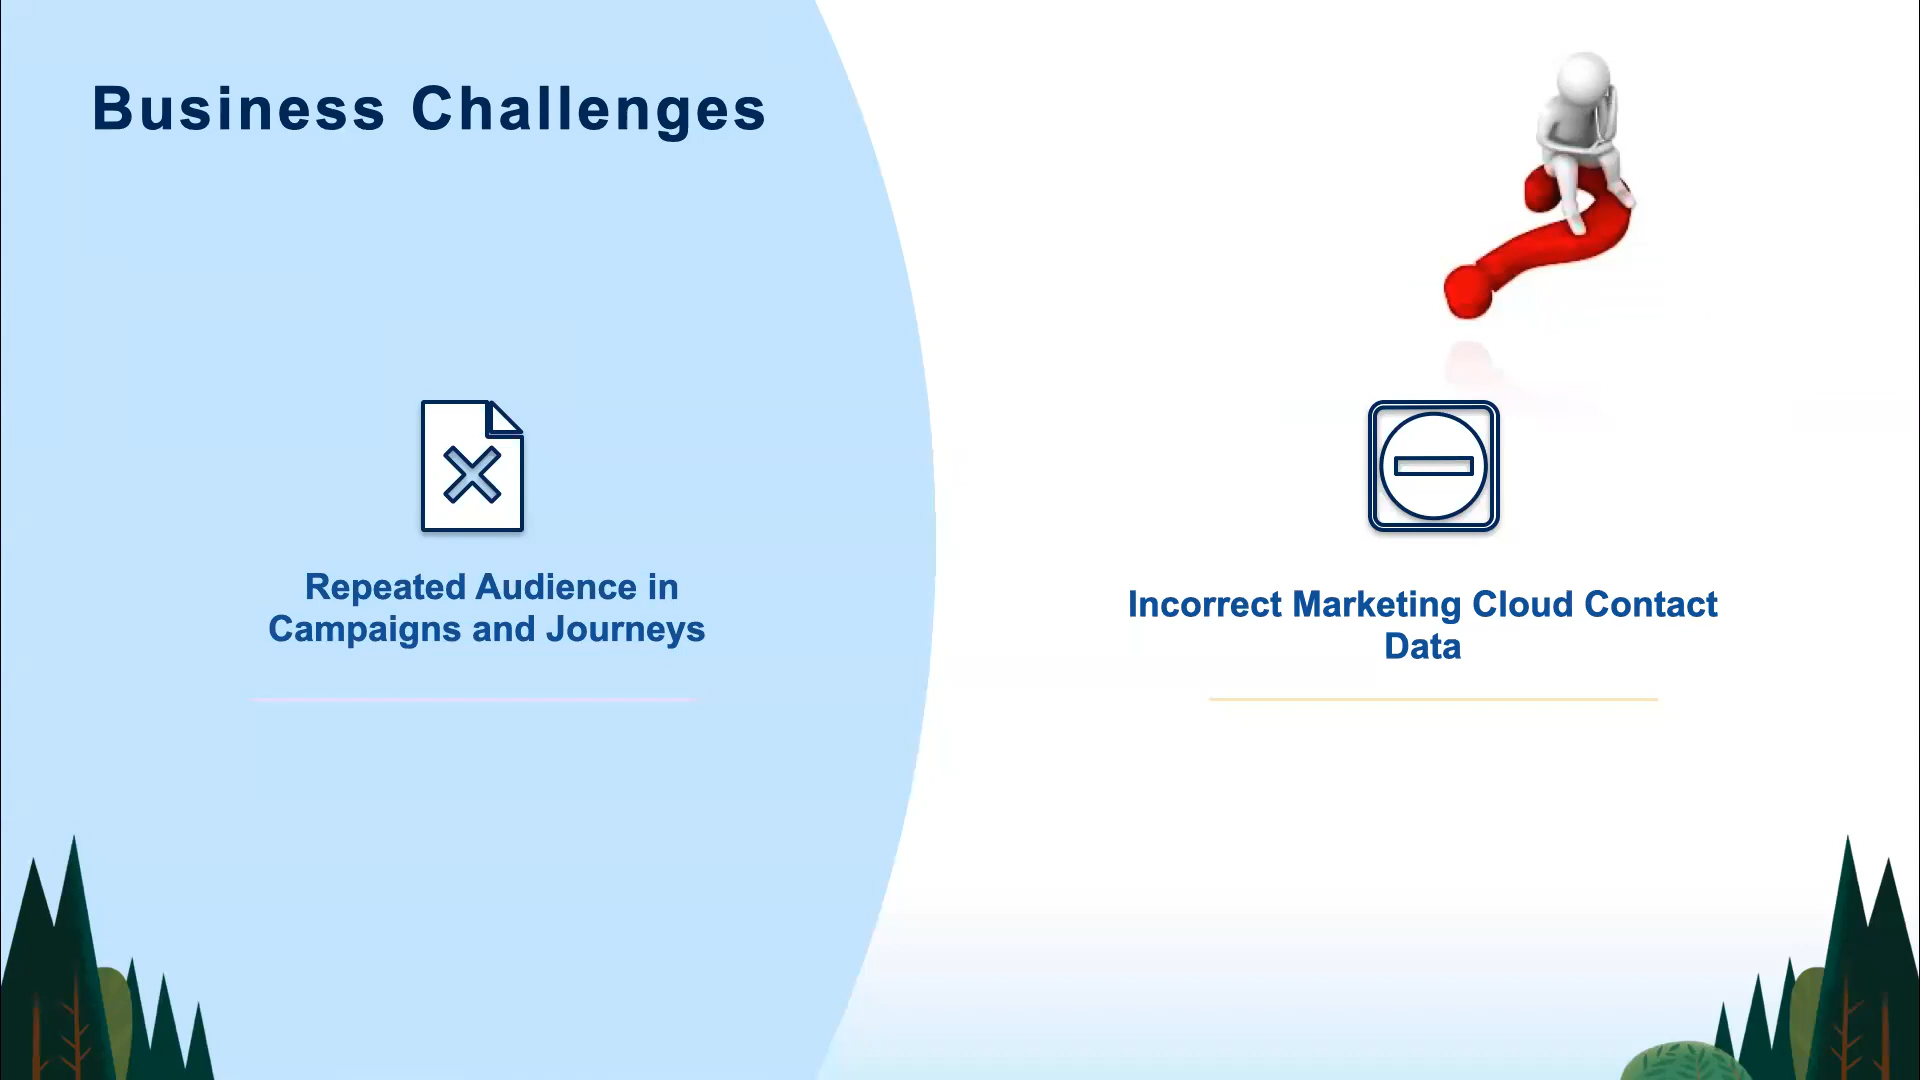 Business Challenges
Repeated Audience in
Campaigns and Journeys
Incorrect Marketing Cloud Contact
Data